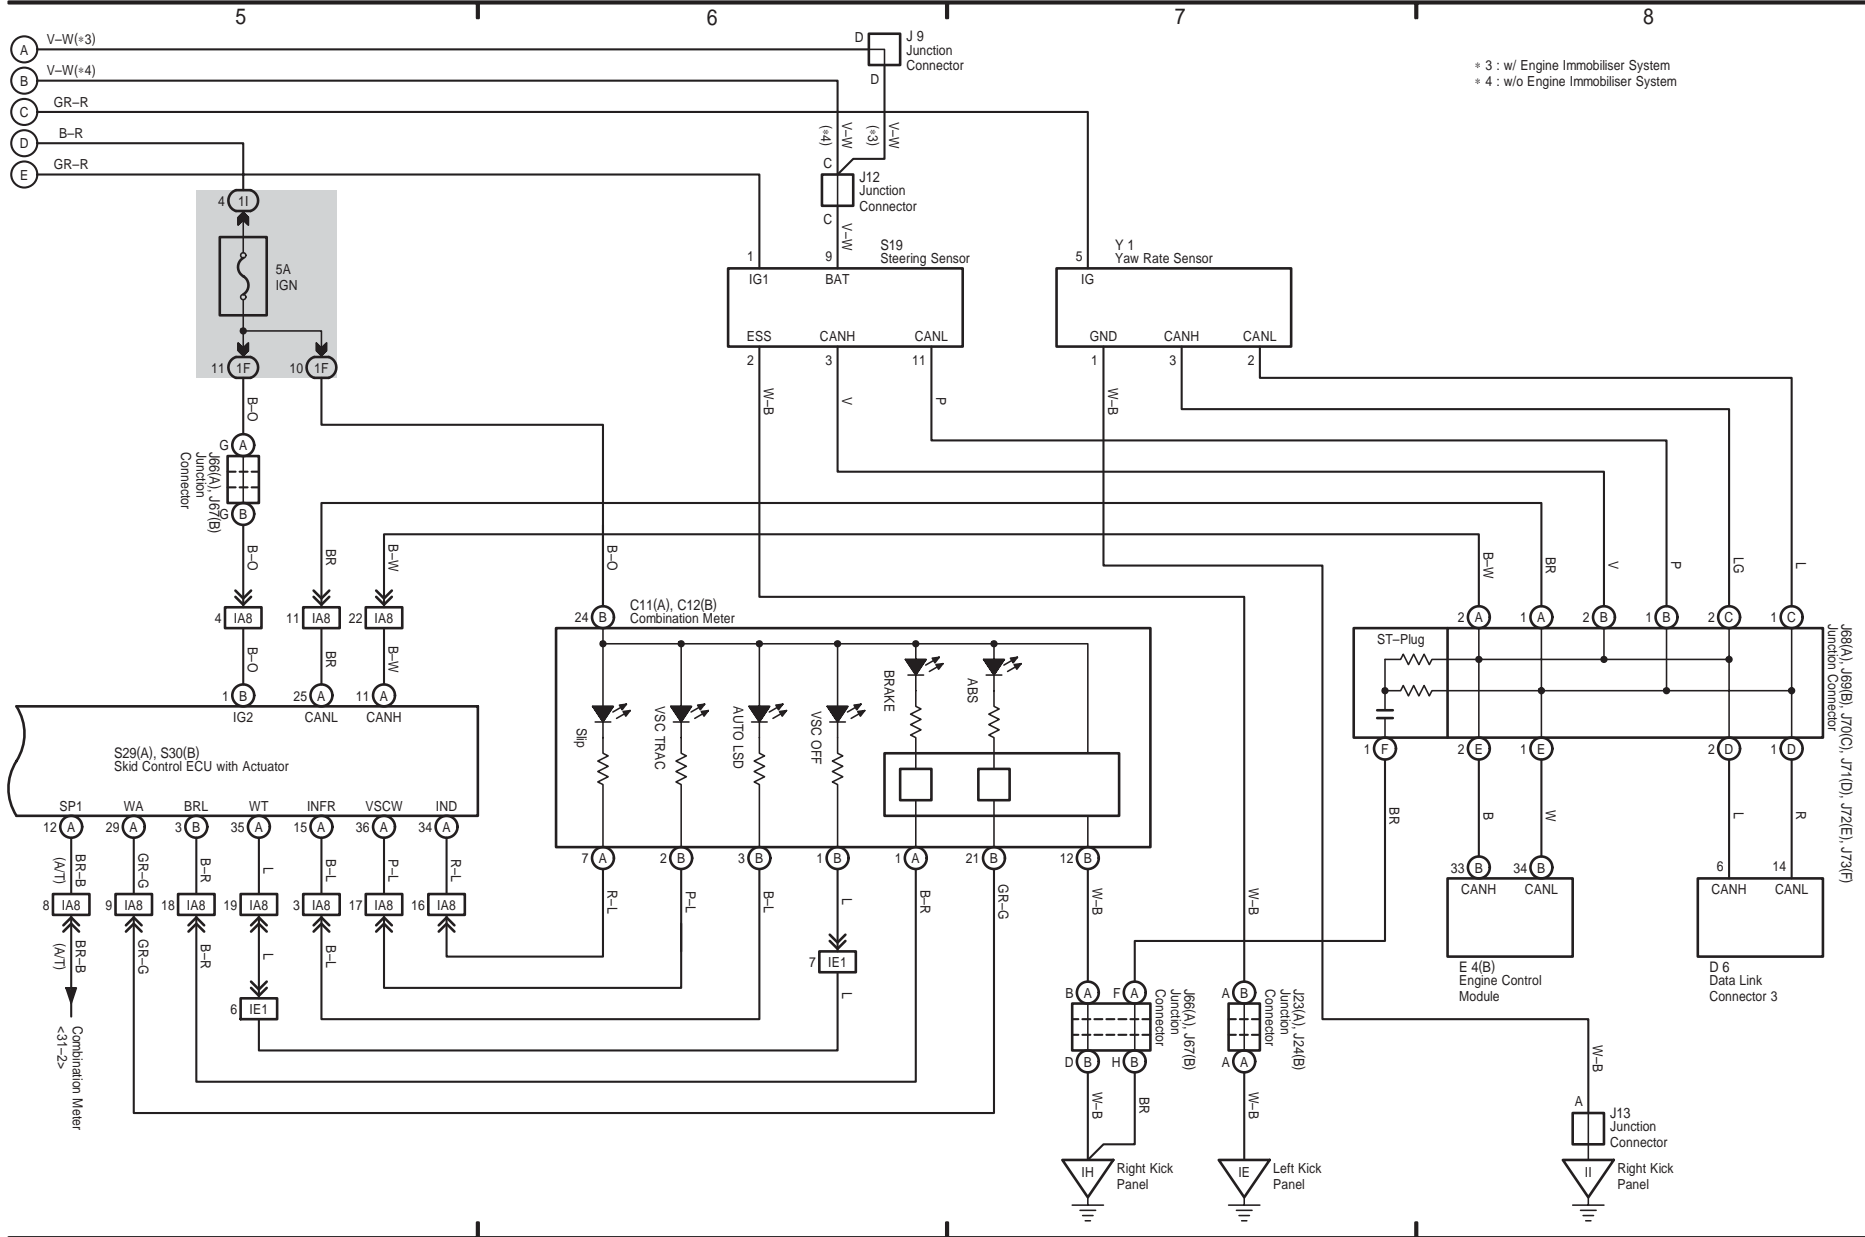 5
6
7
8
A
V–W(∗3)
B
V–W(∗4)
C
GR–R
D
B–R
E
GR–R
D
J 9
Junction
Connector
D
∗ 3 : w/ Engine Immobiliser System
∗ 4 : w/o Engine Immobiliser System
(∗4)
V–W
(∗3)
V–W
C
J12
Junction
Connector
C
V–W
4
1I
5A
IGN
11
1F
10
1F
S19
Steering Sensor
1
9
IG1
BAT
ESS
CANH
CANL
2
3
11
Y 1
Yaw Rate Sensor
5
IG
GND
CANH
CANL
1
3
2
B–O
W–B
V
P
W–B
G
A
J66(A), J67(B)
Junction
Connector
G
B
B–O
BR
B–W
B–O
B–W
BR
V
P
LG
L
4
IA8
11
IA8
22
IA8
B–O
BR
B–W
1
B
25
A
11
A
IG2
CANL
CANH
S29(A), S30(B)
Skid Control ECU with Actuator
SP1
WA
BRL
WT
INFR
VSCW
IND
12
A
29
A
3
B
35
A
15
A
36
A
34
A
BR–B
(A/T)
GR–G
B–R
L
B–L
P–L
R–L
8
IA8
9
IA8
18
IA8
19
IA8
3
IA8
17
IA8
16
IA8
BR–B
(A/T)
GR–G
B–R
L
B–L
6
IE1
Combination Meter
<31–2>
C11(A), C12(B)
Combination Meter
24
B
Slip
VSC TRAC
AUTO LSD
VSC OFF
BRAKE
ABS
7
A
2
B
3
B
1
B
1
A
21
B
12
B
R–L
P–L
B–L
L
B–R
GR–G
W–B
W–B
7
IE1
L
2
A
1
A
2
B
1
B
2
C
1
C
ST–Plug
J68(A), J69(B), J70(C), J71(D), J72(E), J73(F)
Junction Connector
1
F
2
E
1
E
2
D
1
D
BR
B
W
L
R
33
B
34
B
CANH
CANL
E 4(B)
Engine Control
Module
6
14
CANH
CANL
D 6
Data Link
Connector 3
B
A
F
A
J66(A), J67(B)
Junction
Connector
D
B
H
B
A
B
J23(A), J24(B)
Junction
Connector
A
A
W–B
BR
W–B
W–B
A
J13
Junction
Connector
IH
Right Kick
Panel
IE
Left Kick
Panel
II
Right Kick
Panel